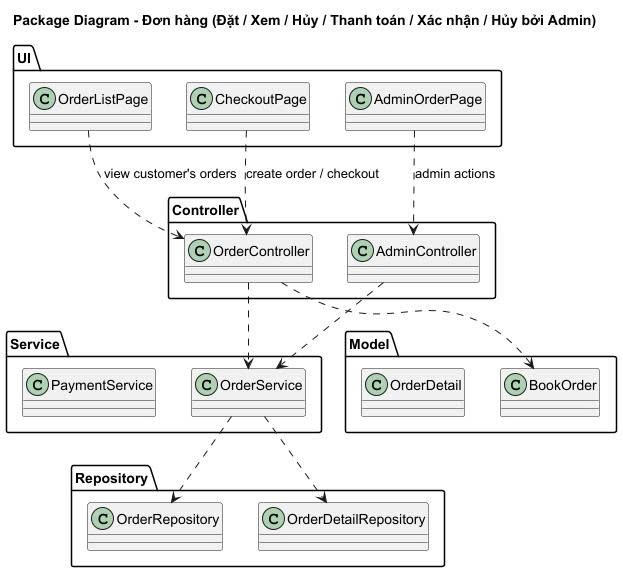 Package Diagram - Đơn hàng (Đặt / Xem / Hủy / Thanh toán / Xác nhận / Hủy bởi Admin)
UI
C OrderListPage
C CheckoutPage
C AdminOrderPage
view customer's orders
create order / checkout
admin actions
Controller
C OrderController
C AdminController
Service
C PaymentService
C OrderService
Model
C OrderDetail
C BookOrder
Repository
C OrderRepository
C OrderDetailRepository